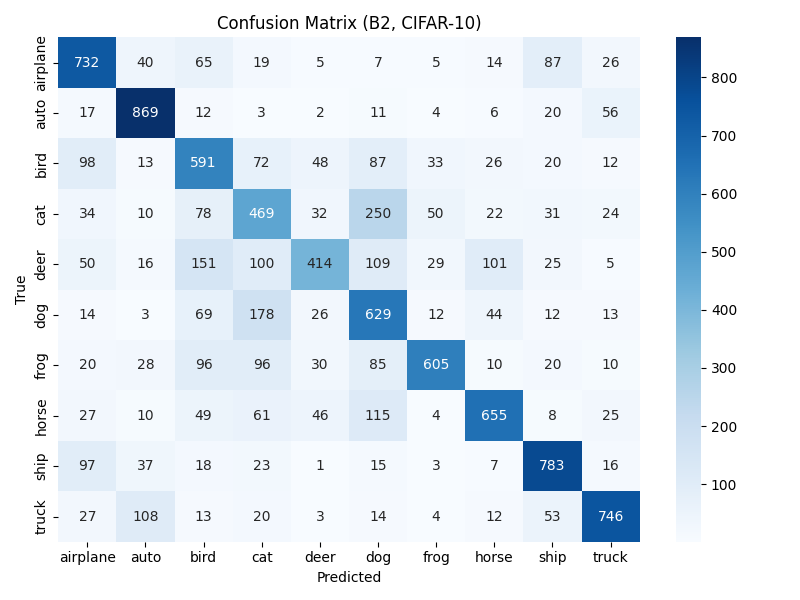 Confusion Matrix (B2, CIFAR-10)
True
airplane 732 40 65 19 5 7 5 14 87 26
auto 17 869 12 3 2 11 4 6 20 56
bird 98 13 591 72 48 87 33 26 20 12
cat 34 10 78 469 32 250 50 22 31 24
deer 50 16 151 100 414 109 29 101 25 5
dog 14 3 69 178 26 629 12 44 12 13
frog 20 28 96 96 30 85 605 10 20 10
horse 27 10 49 61 46 115 4 655 8 25
ship 97 37 18 23 1 15 3 7 783 16
truck 27 108 13 20 3 14 4 12 53 746
airplane auto bird cat deer dog frog horse ship truck
Predicted
800
700
600
500
400
300
200
100